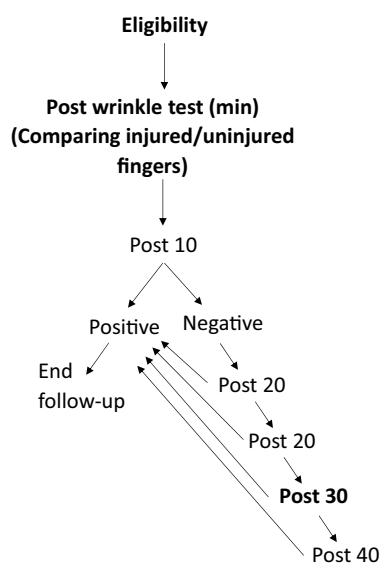 Eligibility
Post wrinkle test (min)
(Comparing injured/uninjured
fingers)
Post 10
Positive
Negative
End
follow-up
Post 20
Post 20
Post 30
Post 40